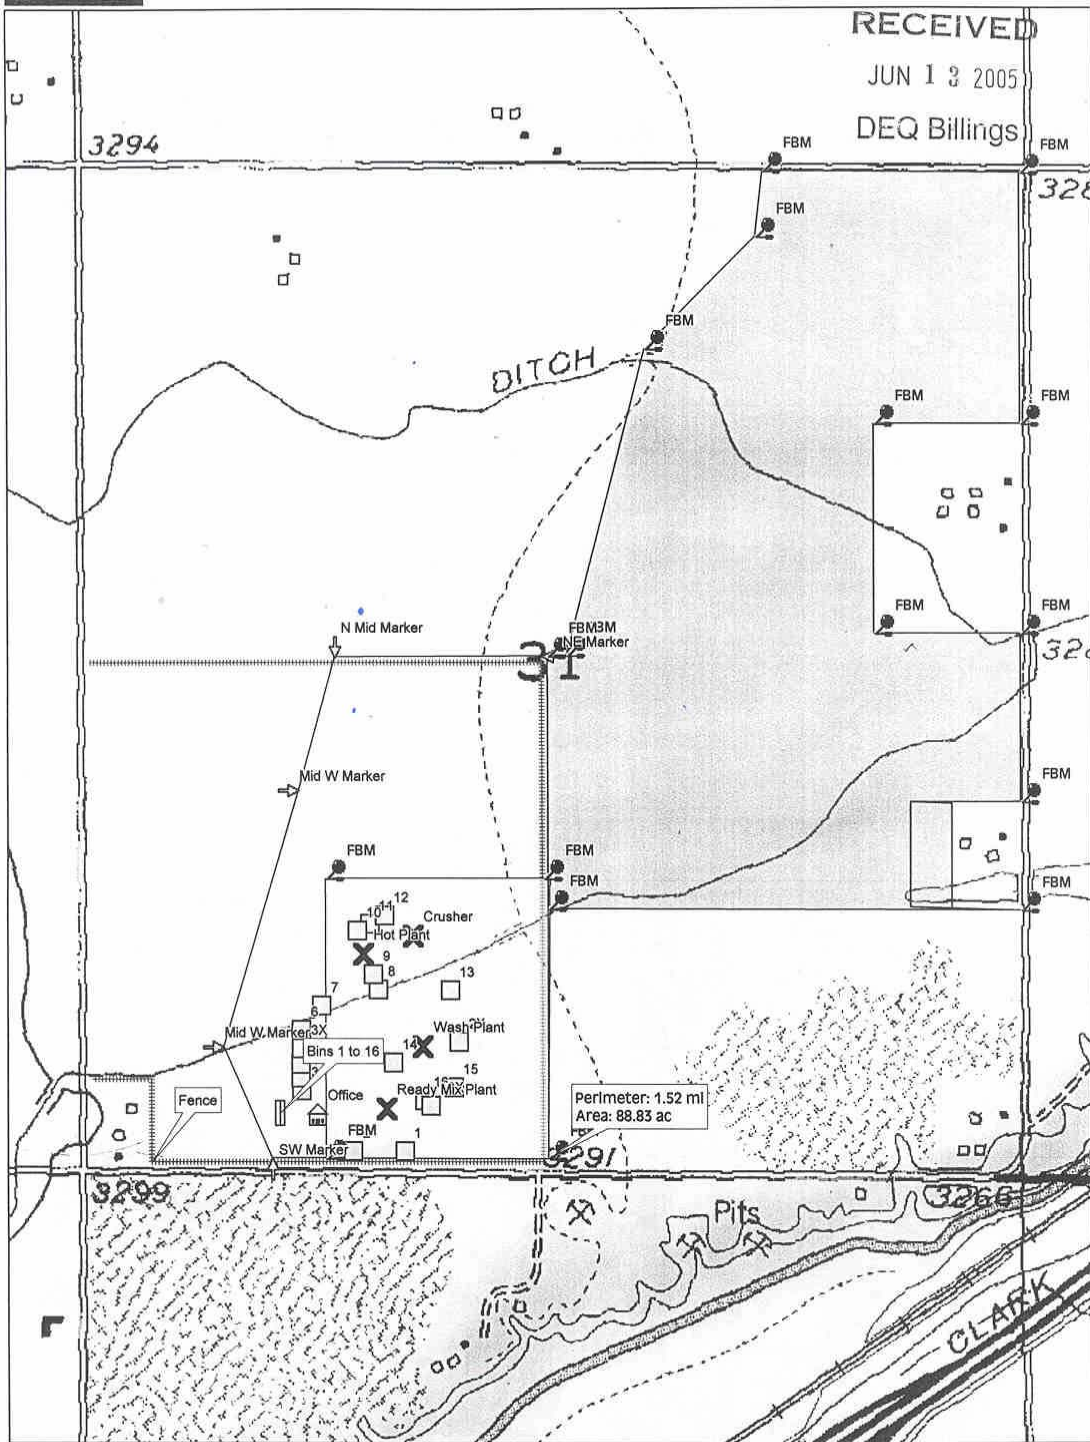 RECEIVED
JUN 13 2005
DEQ Billings
3294
FBM
FBM
FBM
FBM
DITCH
FBM
FBM
FBM
FBM
N Mid Marker
NE Marker
31
Mid W Marker
FBM
FBM
FBM
FBM
FBM
12
11
10
Crusher
Hot Plant
9
8
13
7
6
Mid W Marker
3X
Wash Plant
14
Bins 1 to 16
15
Ready Mix Plant
Office
Fence
Perimeter: 1.52 mi
Area: 88.83 ac
FBM
1
SW Marker
3291
3299
3266
Pits
CLARK